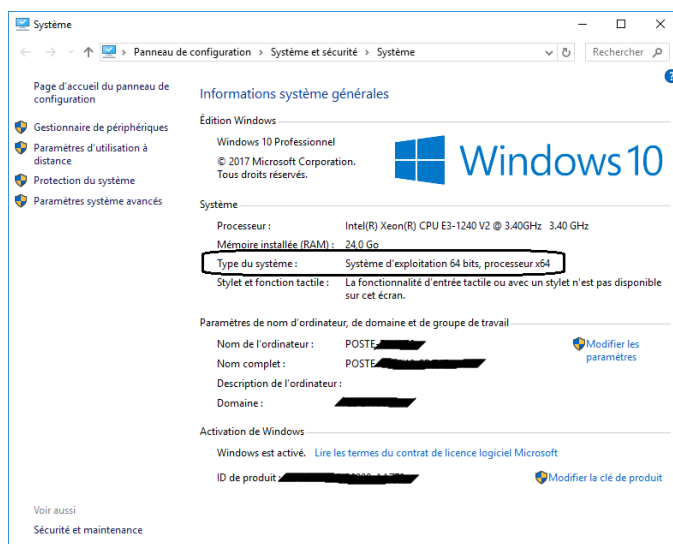 Système
Panneau de configuration > Système et sécurité > Système
Rechercher
Page d'accueil du panneau de
configuration
Gestionnaire de périphériques
Paramètres d'utilisation à
distance
Protection du système
Paramètres système avancés
Informations système générales
Édition Windows
Windows 10 Professionnel
© 2017 Microsoft Corporation.
Tous droits réservés.
Windows 10
Système
Processeur : Intel(R) Xeon(R) CPU E3-1240 V2 @ 3.40GHz 3.40 GHz
Mémoire installée (RAM) : 24,0 Go
Type du système : Système d'exploitation 64 bits, processeur x64
Stylet et fonction tactile : La fonctionnalité d'entrée tactile ou avec un stylet n'est pas disponible
sur cet écran.
Paramètres de nom d'ordinateur, de domaine et de groupe de travail
Nom de l'ordinateur : POSTE-
Modifier les
paramètres
Nom complet : POSTE-
Description de l'ordinateur :
Domaine :
Activation de Windows
Windows est activé. Lire les termes du contrat de licence logiciel Microsoft
ID de produit :
Modifier la clé de produit
Voir aussi
Sécurité et maintenance